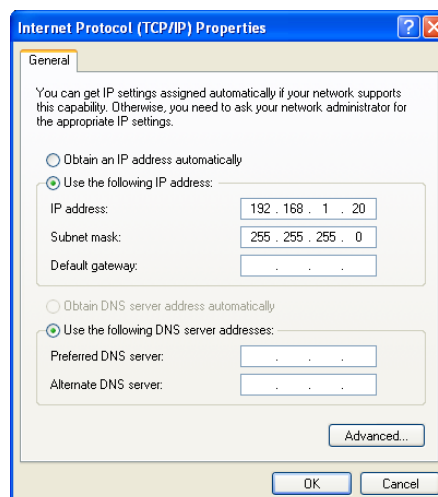 Internet Protocol (TCP/IP) Properties
General
You can get IP settings assigned automatically if your network supports
this capability. Otherwise, you need to ask your network administrator for
the appropriate IP settings.
Obtain an IP address automatically
Use the following IP address:
IP address: 192 . 168 . 1 . 20
Subnet mask: 255 . 255 . 255 . 0
Default gateway: . . .
Obtain DNS server address automatically
Use the following DNS server addresses:
Preferred DNS server: . . .
Alternate DNS server: . . .
Advanced...
OK Cancel